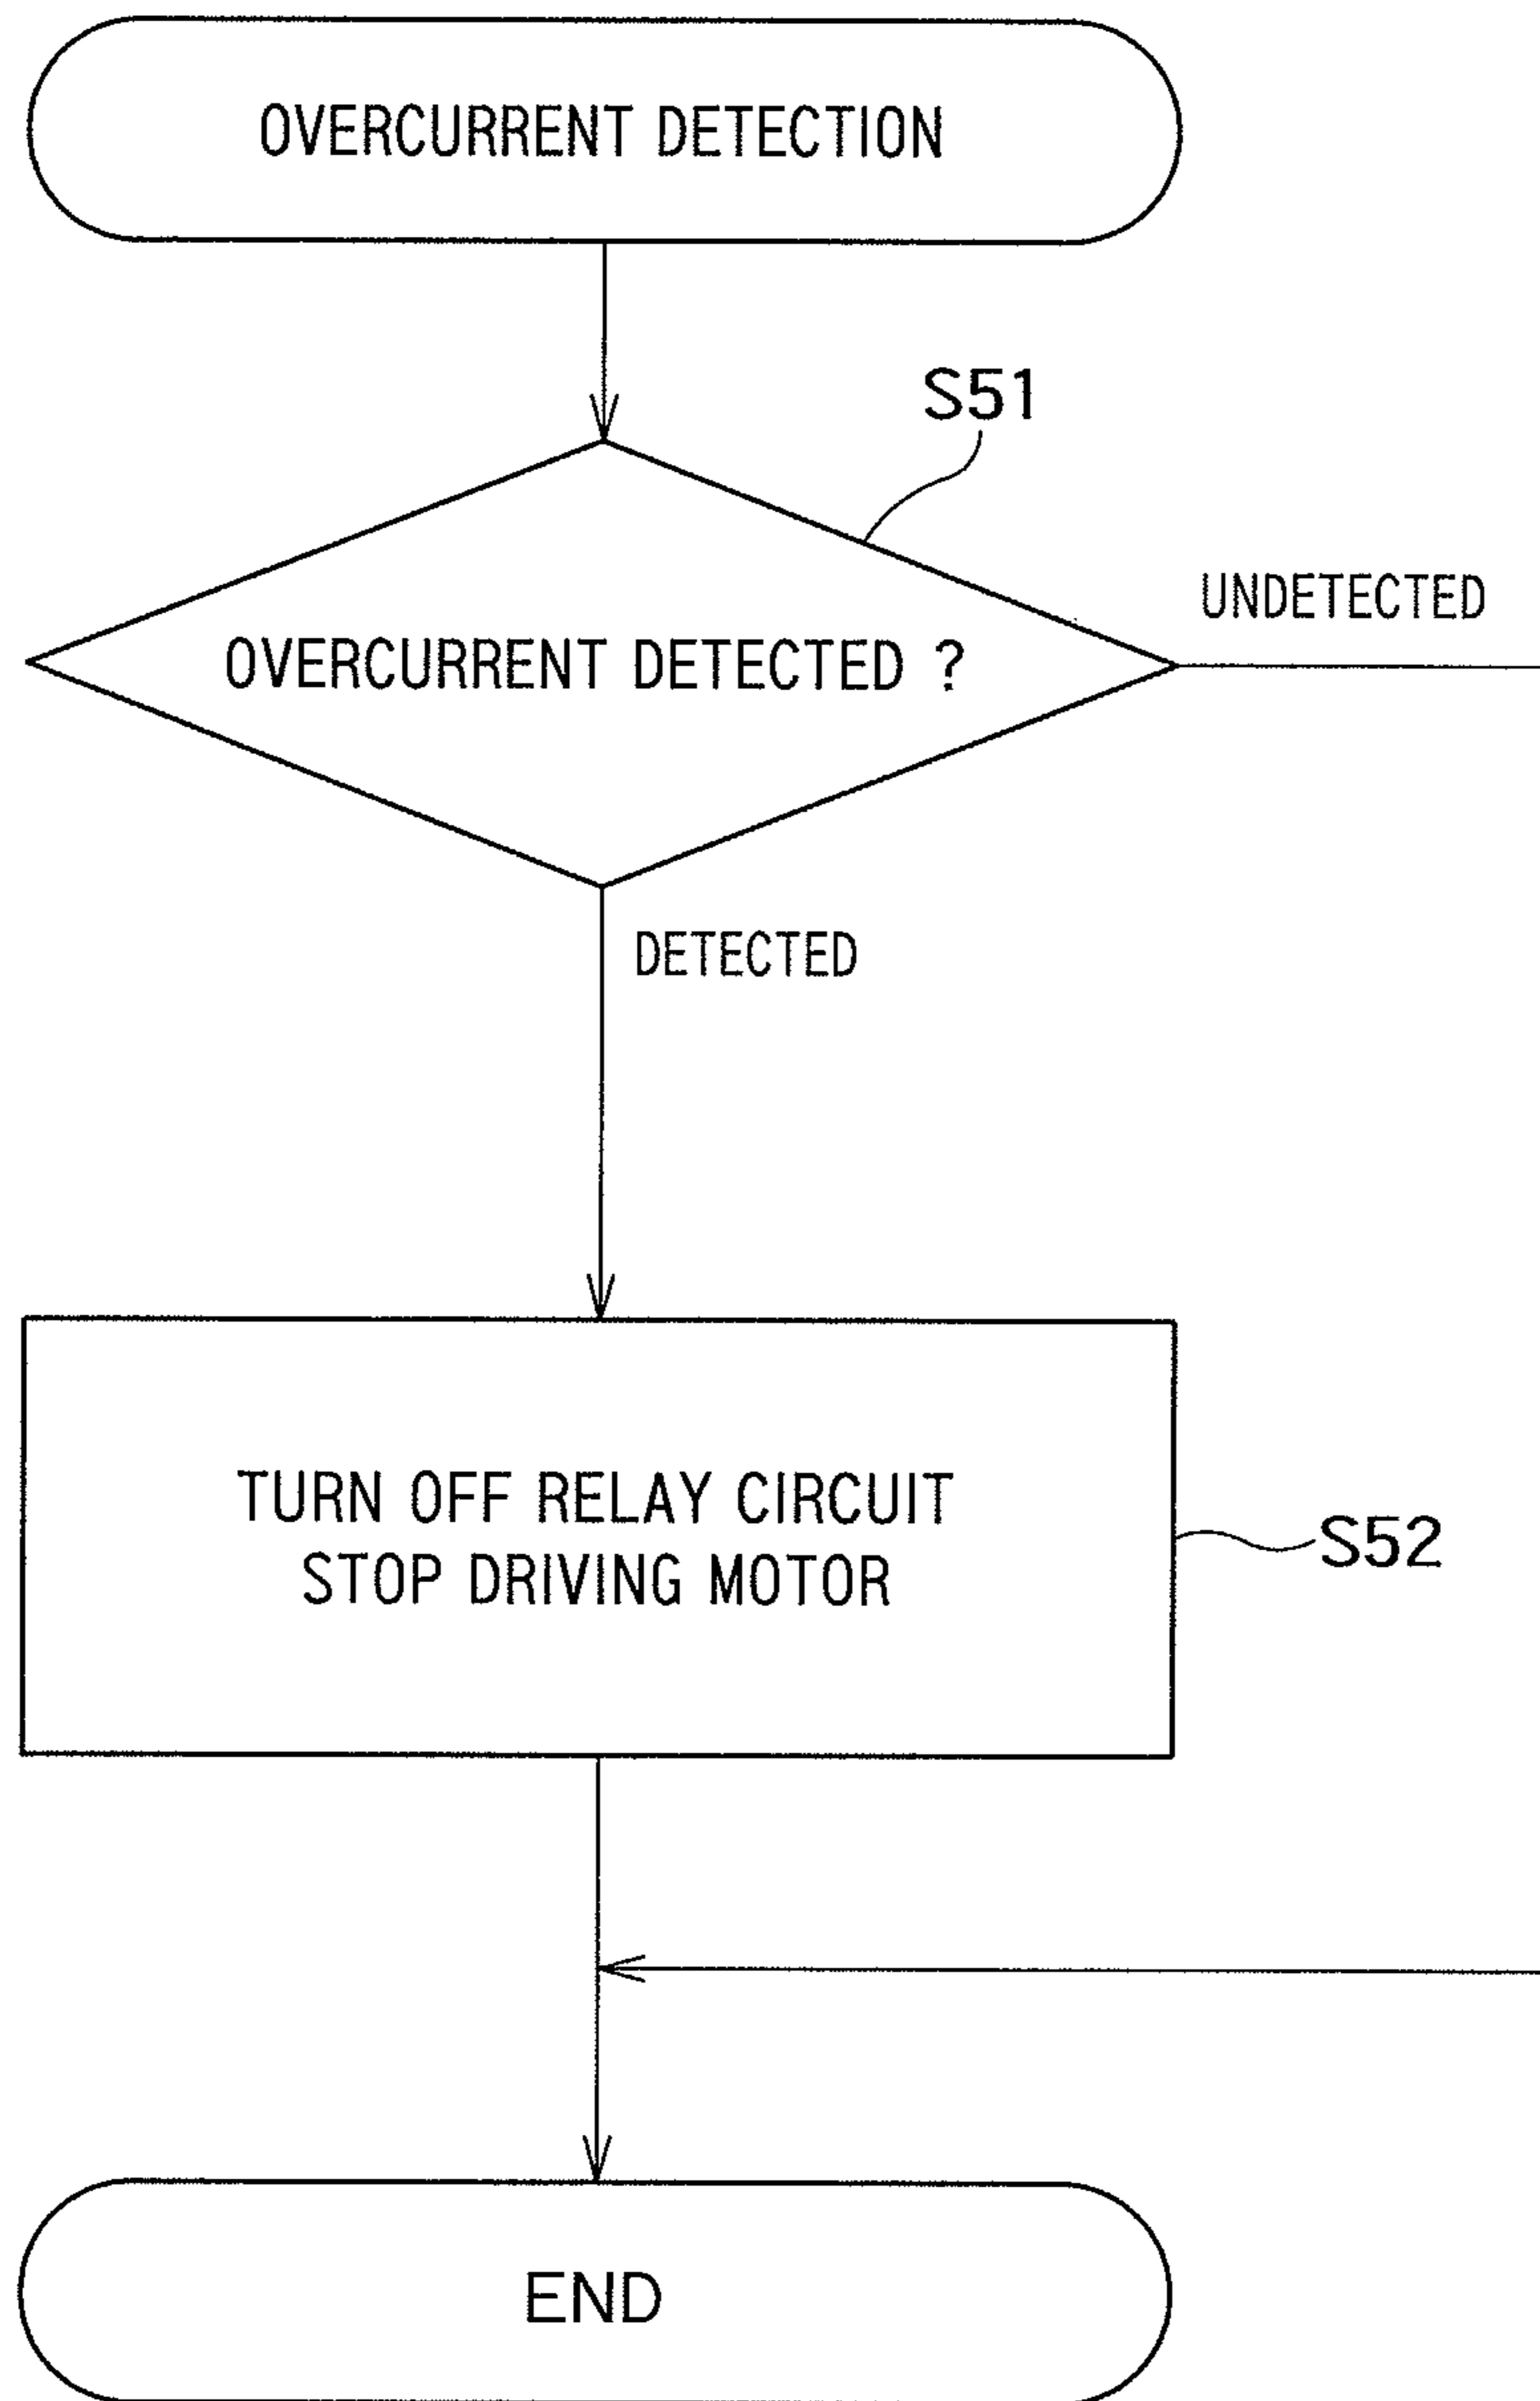 OVERCURRENT DETECTION
S51
UNDETECTED
OVERCURRENT DETECTED ?
DETECTED
TURN OFF RELAY CIRCUIT
STOP DRIVING MOTOR
S52
END